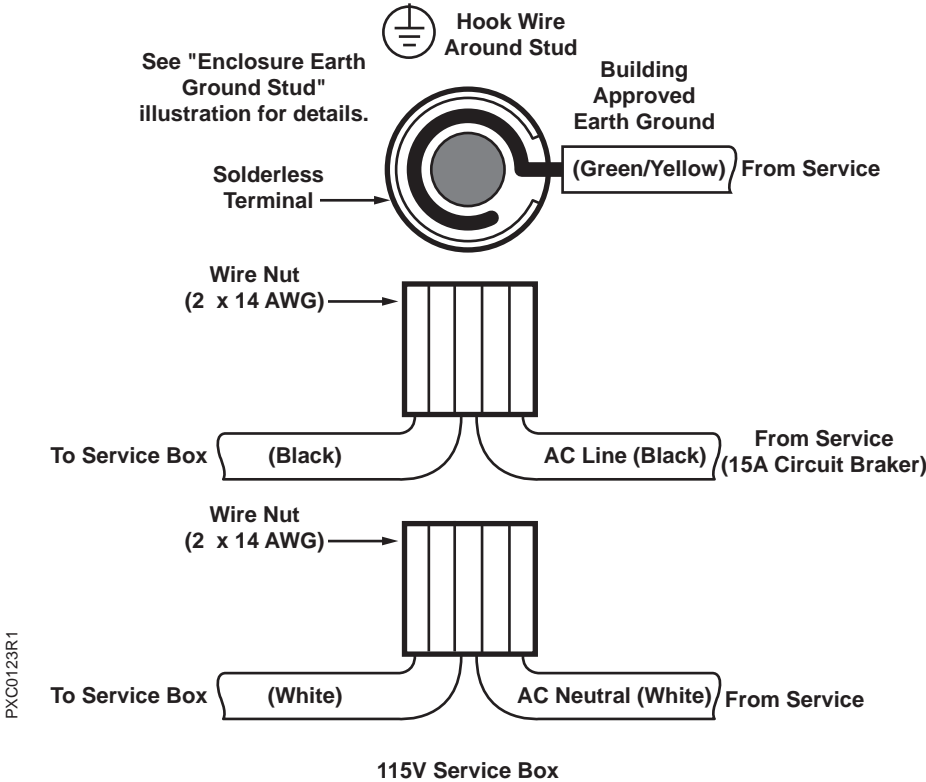 Hook Wire
Around Stud
See "Enclosure Earth
Ground Stud"
illustration for details.
Building
Approved
Earth Ground
(Green/Yellow)
From Service
Solderless
Terminal
Wire Nut
(2 x 14 AWG)
To Service Box
(Black)
AC Line (Black)
From Service
(15A Circuit Braker)
Wire Nut
(2 x 14 AWG)
To Service Box
(White)
AC Neutral (White)
From Service
PXC0123R1
115V Service Box